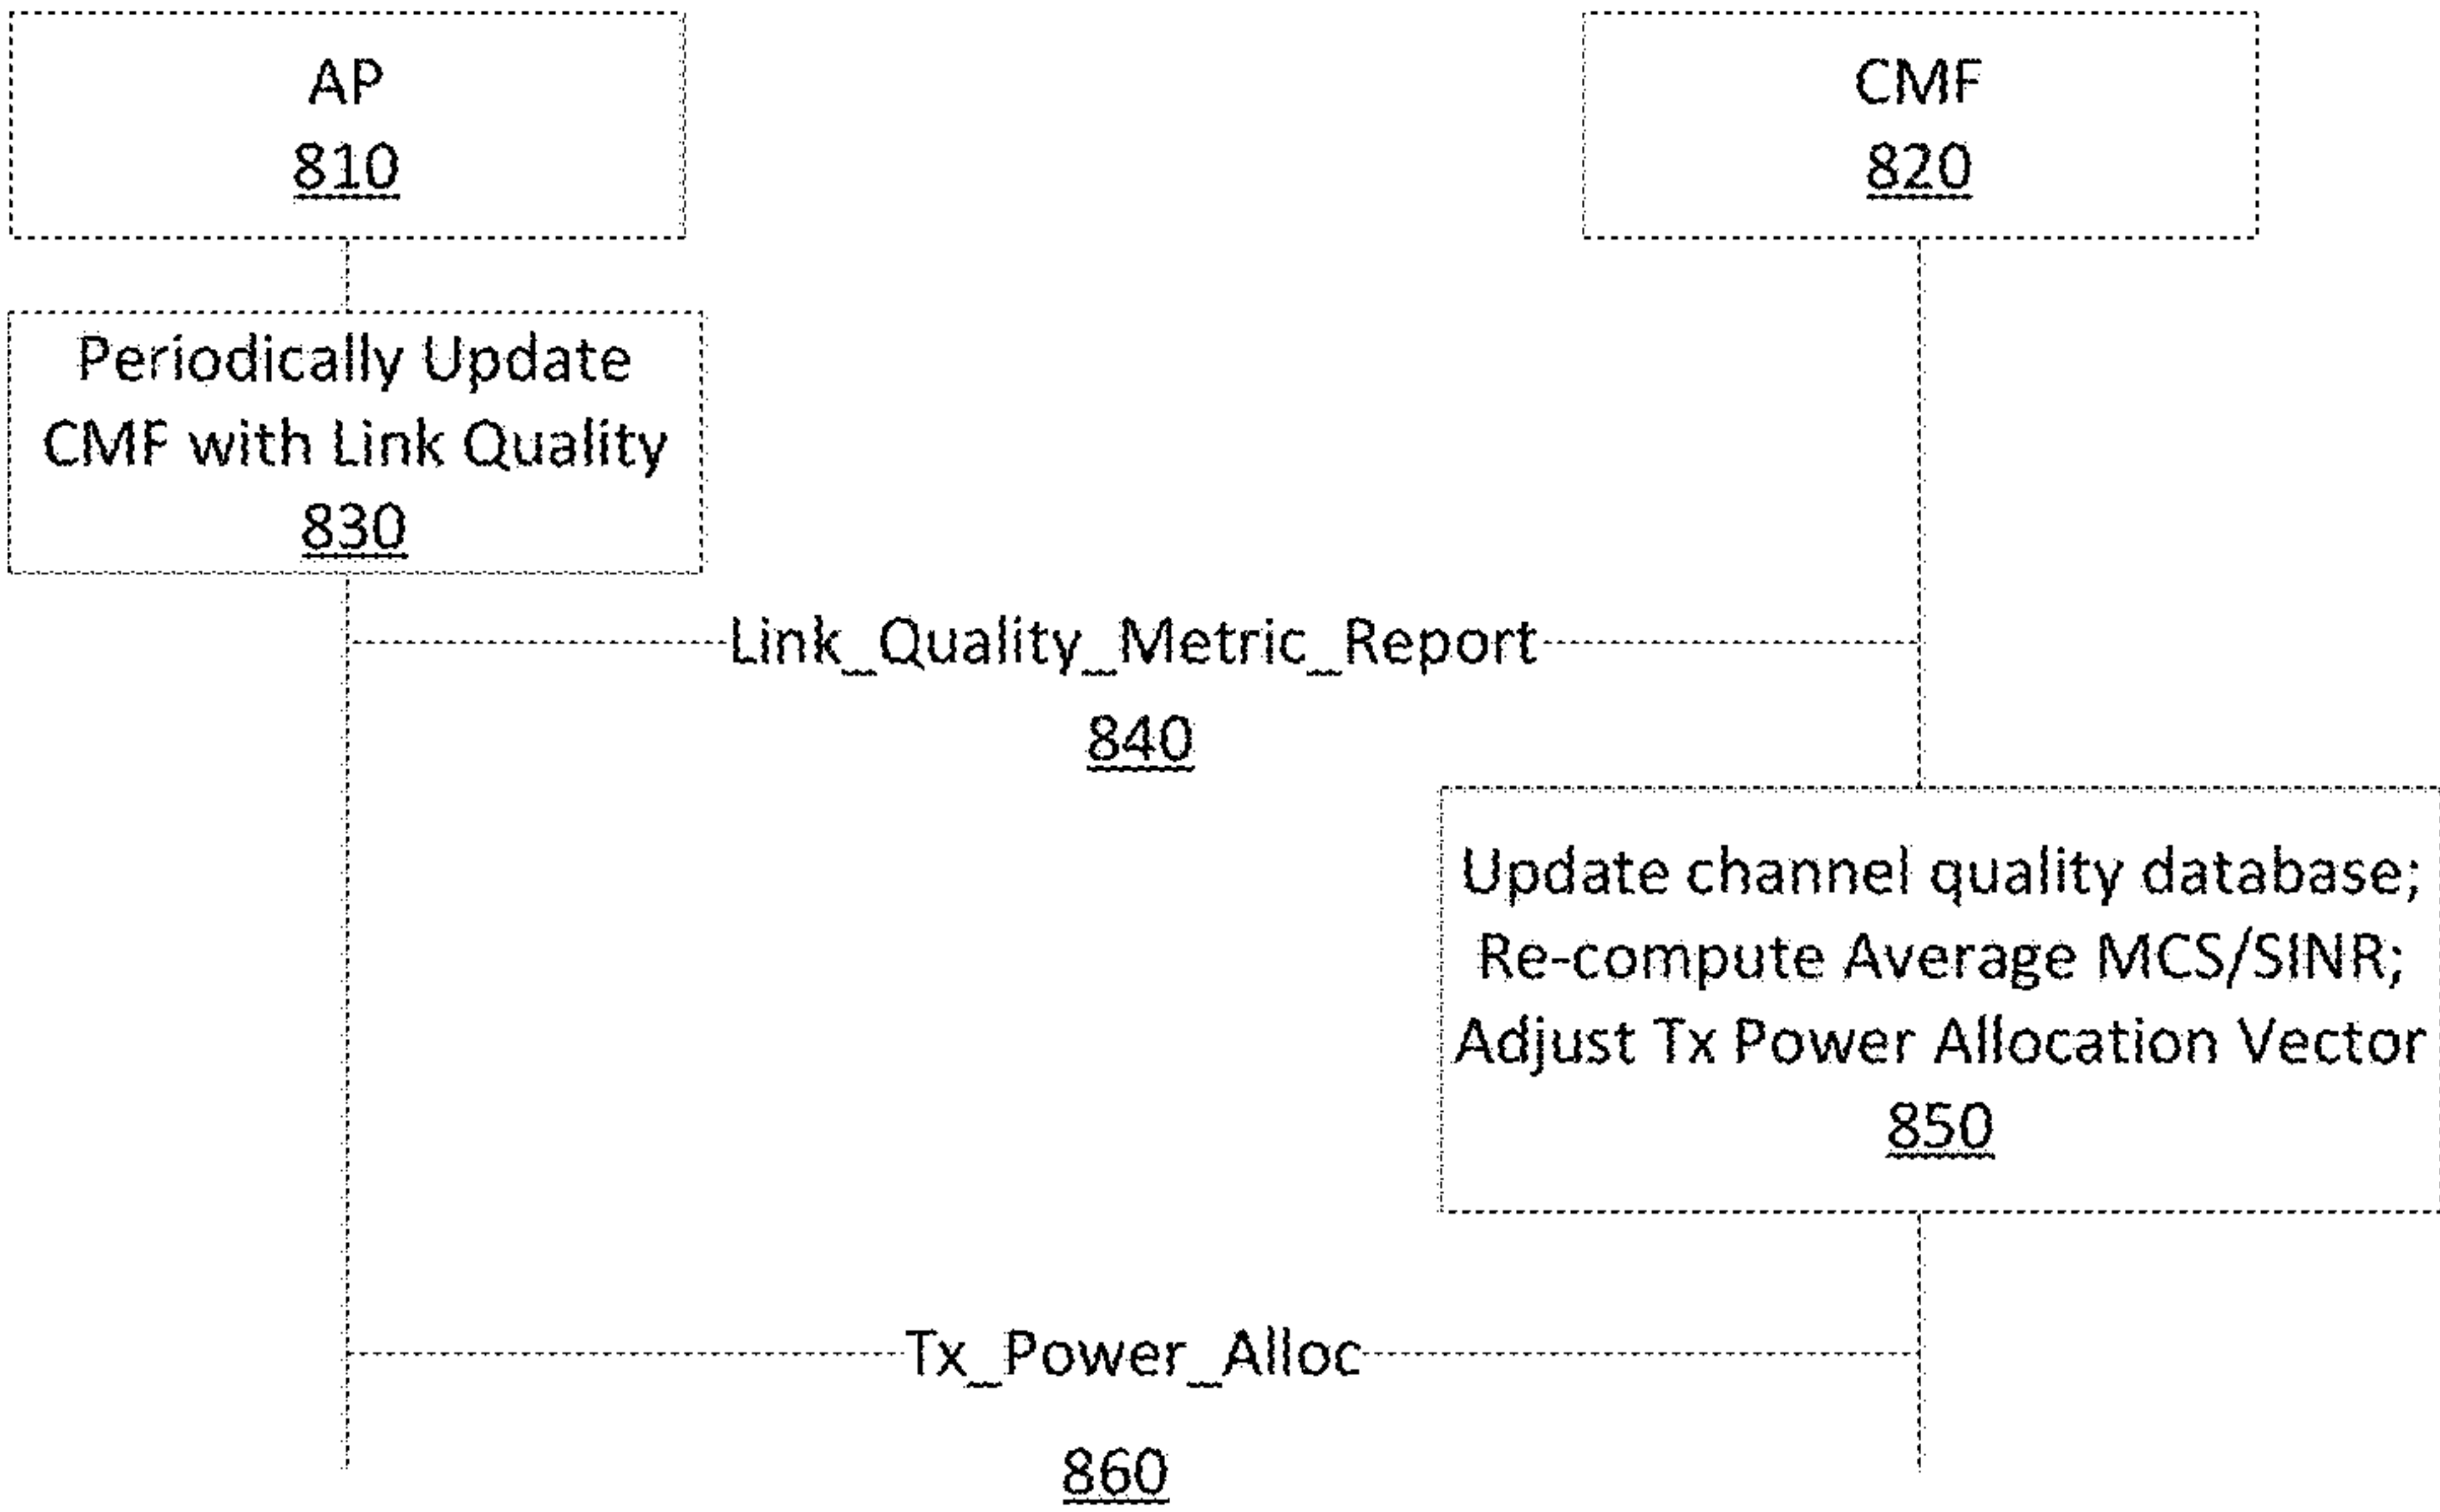 AP
810
CMF
820
Periodically Update
CMF with Link Quality
830
Link_Quality_Metric_Report
840
Update channel quality database;
Re-compute Average MCS/SINR;
Adjust Tx Power Allocation Vector
850
Tx_Power_Alloc
860